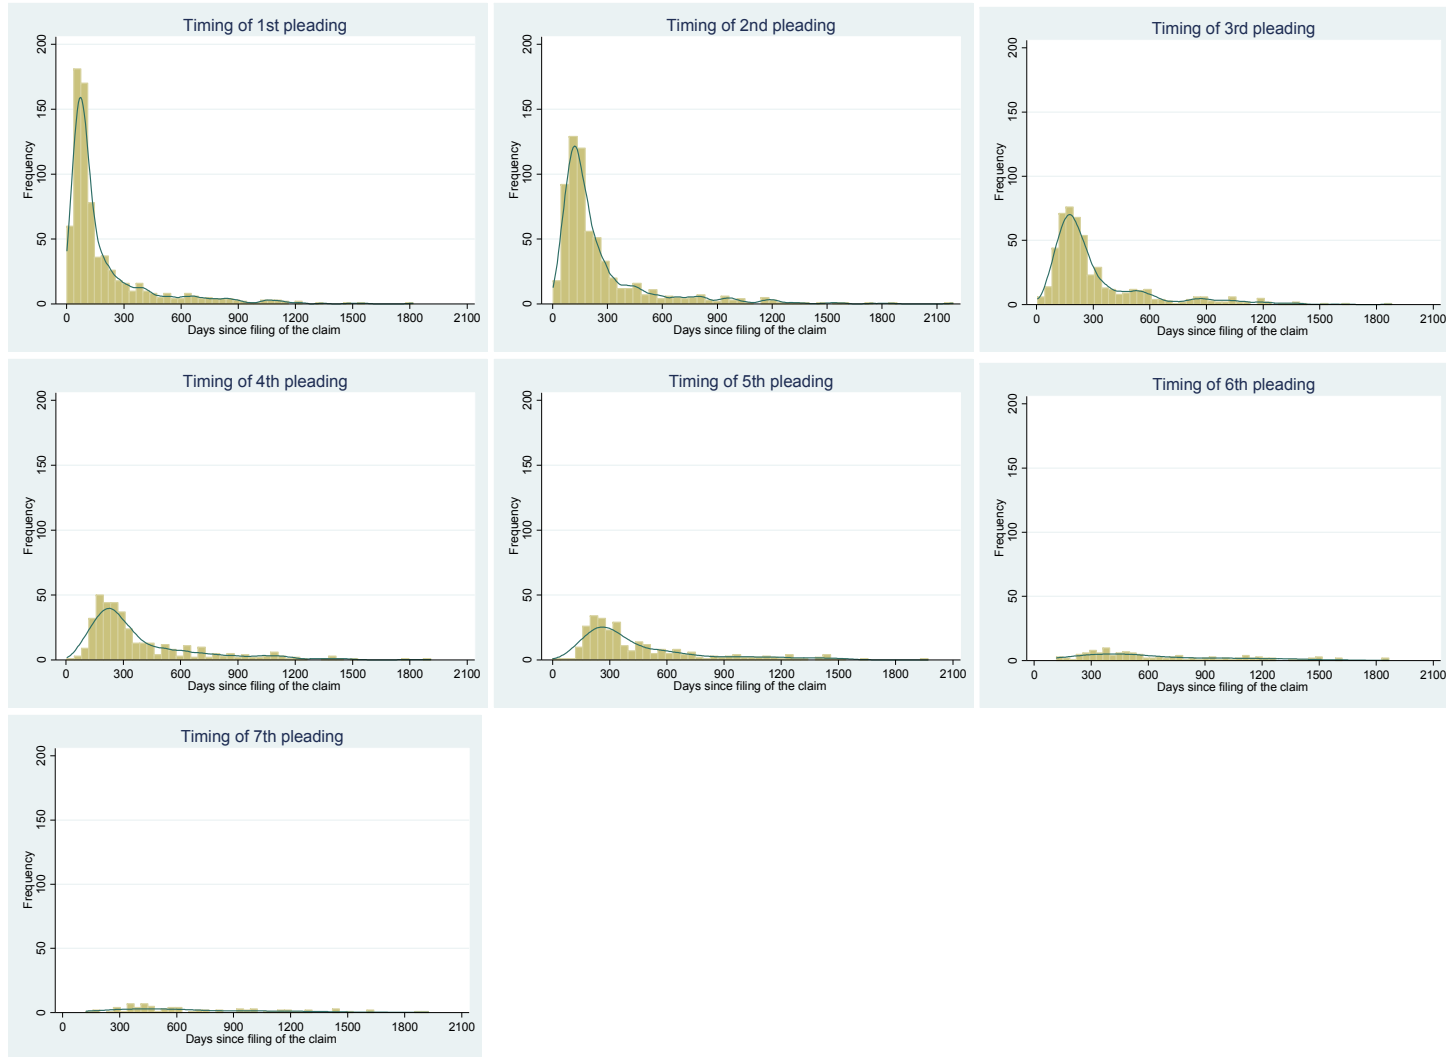 Timing of 1st pleading
Frequency
200
150
100
50
0
0 300 600 900 1200 1500 1800 2100
Days since filing of the claim
Timing of 2nd pleading
Frequency
200
150
100
50
0
0 300 600 900 1200 1500 1800 2100
Days since filing of the claim
Timing of 3rd pleading
Frequency
200
150
100
50
0
0 300 600 900 1200 1500 1800 2100
Days since filing of the claim
Timing of 4th pleading
Frequency
200
150
100
50
0
0 300 600 900 1200 1500 1800 2100
Days since filing of the claim
Timing of 5th pleading
Frequency
200
150
100
50
0
0 300 600 900 1200 1500 1800 2100
Days since filing of the claim
Timing of 6th pleading
Frequency
200
150
100
50
0
0 300 600 900 1200 1500 1800 2100
Days since filing of the claim
Timing of 7th pleading
Frequency
200
150
100
50
0
0 300 600 900 1200 1500 1800 2100
Days since filing of the claim